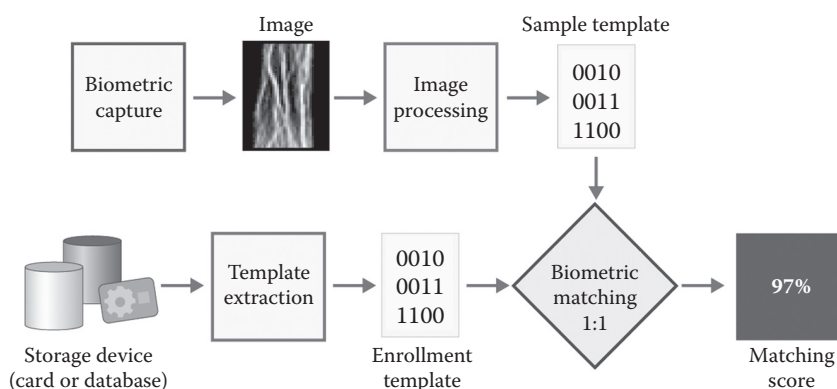 Image
Sample template
Biometric
capture
Image
processing
0010
0011
1100
Template
extraction
0010
0011
1100
Biometric
matching
1:1
97%
Storage device
(card or database)
Enrollment
template
Matching
score